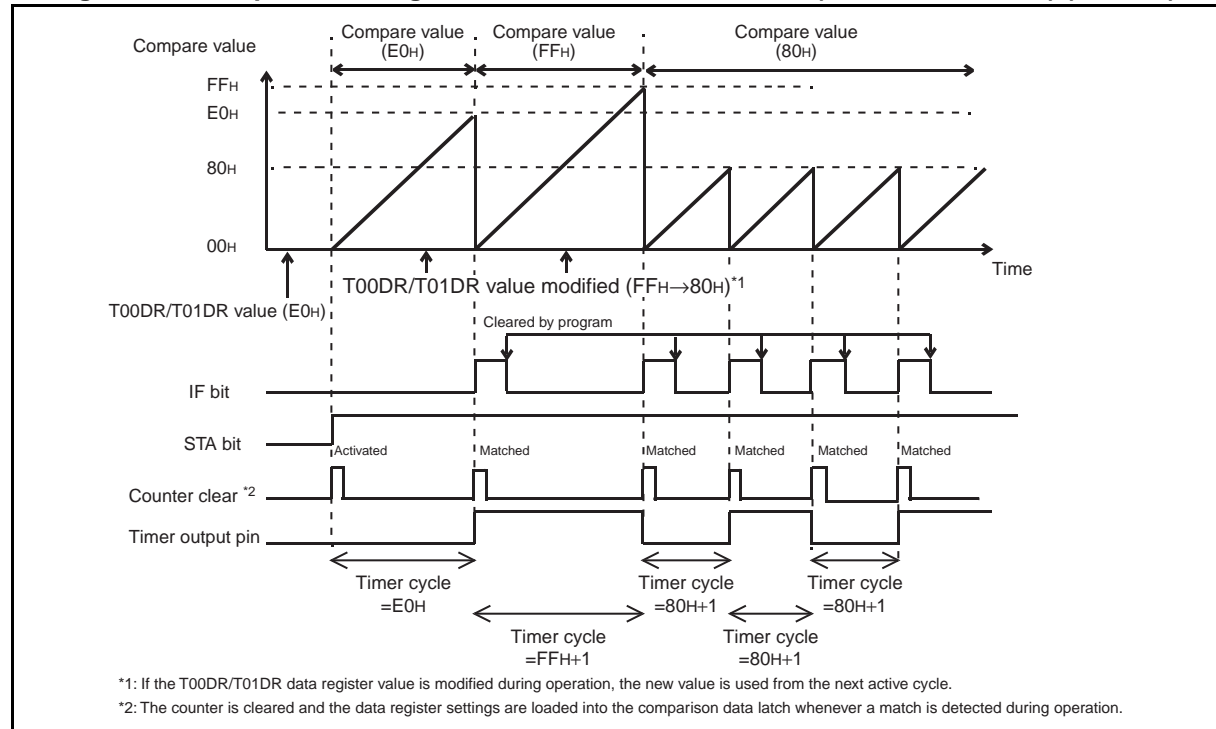 Compare value
Compare value
(E0H)
Compare value
(FFH)
Compare value
(80H)
FFH
E0H
80H
00H
Time
T00DR/T01DR value modified (FFH→80H)*1
T00DR/T01DR value (E0H)
Cleared by program
IF bit
STA bit
Activated
Matched
Matched
Matched
Matched
Matched
Counter clear *2
Timer output pin
Timer cycle
=E0H
Timer cycle
=80H+1
Timer cycle
=80H+1
Timer cycle
=FFH+1
Timer cycle
=80H+1
*1: If the T00DR/T01DR data register value is modified during operation, the new value is used from the next active cycle.
*2: The counter is cleared and the data register settings are loaded into the comparison data latch whenever a match is detected during operation.